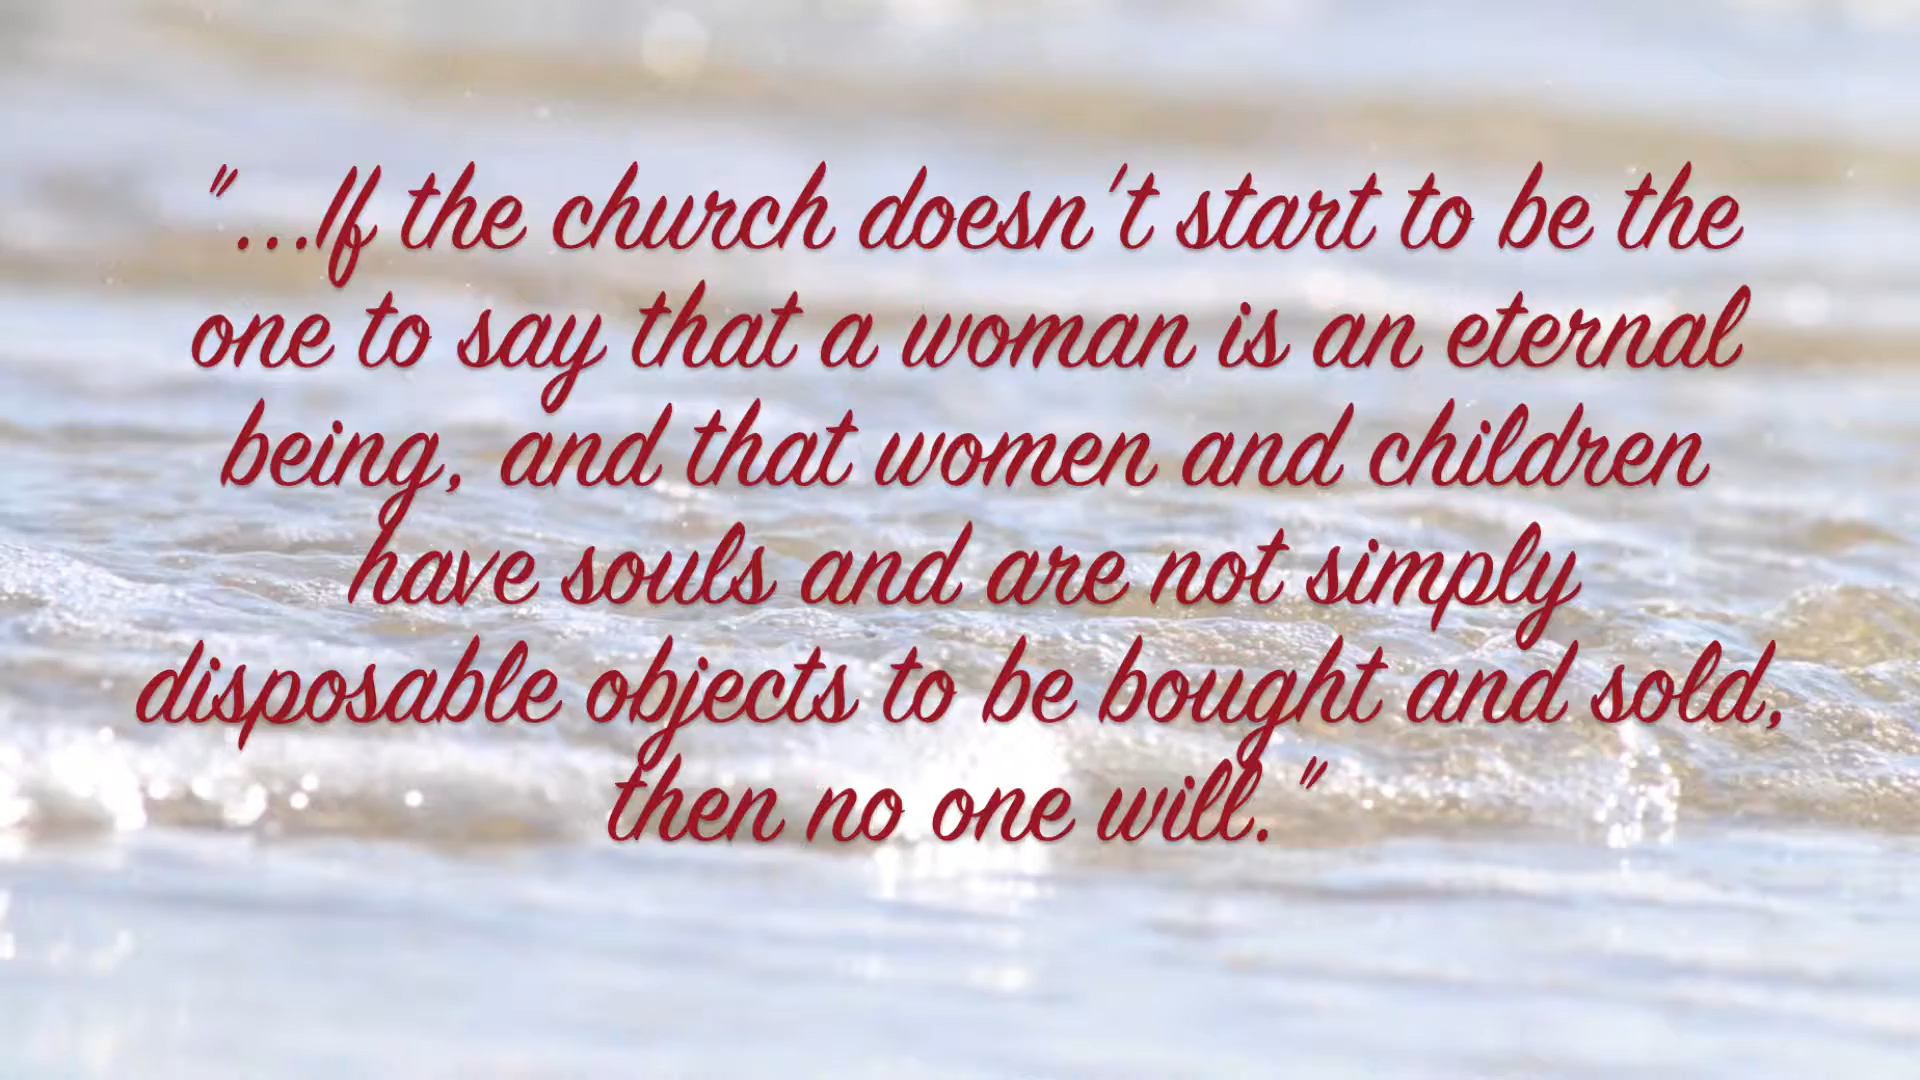 "...If the church doesn't start to be the
one to say that a woman is an eternal
being, and that women and children
have souls and are not simply
disposable objects to be bought and sold,
then no one will."